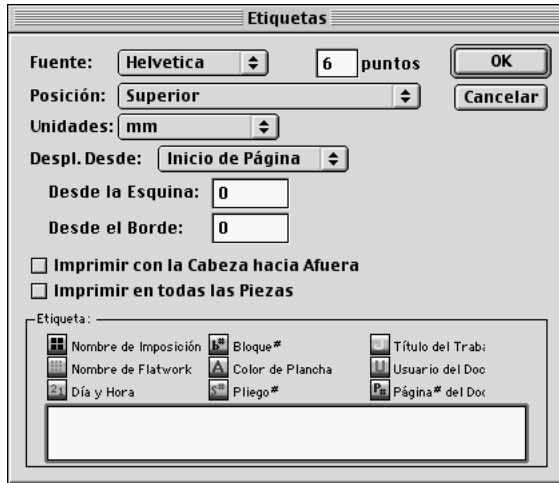 Etiquetas
Fuente: Helvetica 6 puntos OK
Posición: Superior Cancelar
Unidades: mm
Despl. Desde: Inicio de Página
Desde la Esquina: 0
Desde el Borde: 0
Imprimir con la Cabeza hacia Afuera
Imprimir en todas las Piezas
Etiqueta:
Nombre de Imposición b# Bloque# J Título del Traba
Nombre de Flatwork A Color de Plancha U Usuario del Doc
21 Día y Hora S# Pliego# P# Página# del Doc